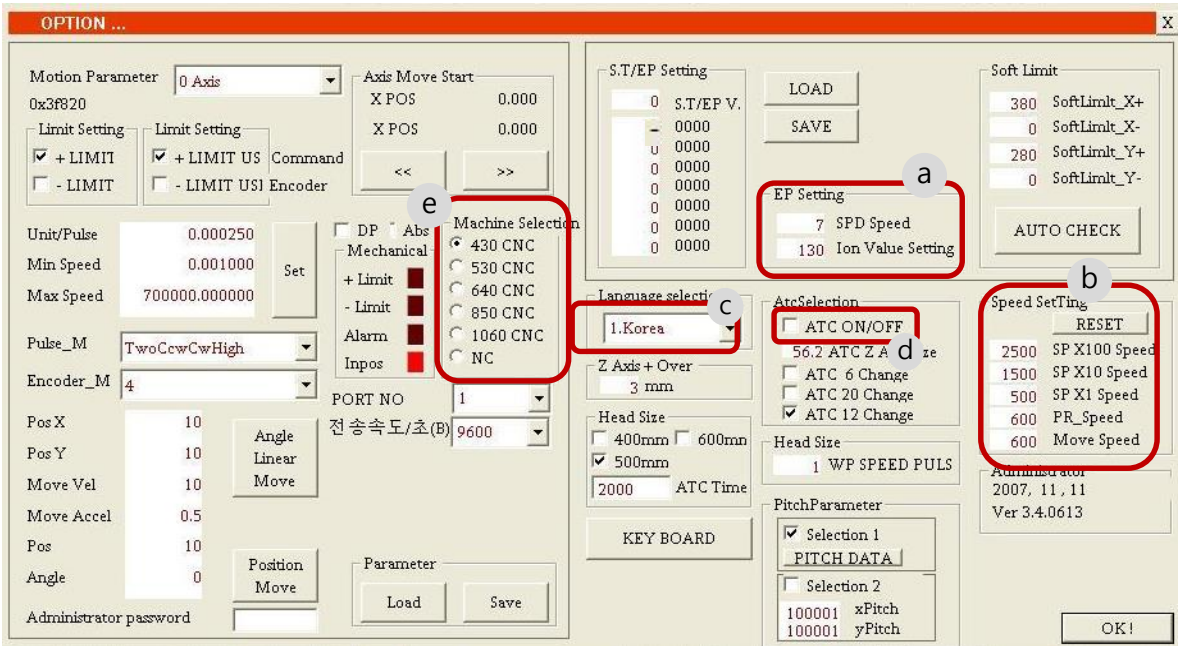 OPTION ...
X
Motion Parameter
0 Axis
0x3f820
Limit Setting
+ LIMIT
- LIMIT
Limit Setting
+ LIMIT US Command
- LIMIT USI Encoder
Axis Move Start
X POS 0.000
X POS 0.000
<<
>>
Unit/Pulse 0.000250
Min Speed 0.001000
Max Speed 700000.000000
Set
DP
Abs
Mechanical
+ Limit
- Limit
Alarm
Inpos
e
Machine Selection
430 CNC
530 CNC
640 CNC
850 CNC
1060 CNC
NC
Pulse_M TwoCcwCwHigh
Encoder_M 4
PORT NO 1
전송속도/초(B) 9600
Pos X 10
Pos Y 10
Move Vel 10
Move Accel 0.5
Pos 10
Angle 0
Angle
Linear
Move
Position
Move
Administrator password
Parameter
Load
Save
S.T/EP Setting
0 S.T/EP V.
0000
0000
0 0000
0 0000
0 0000
0 0000
0 0000
LOAD
SAVE
a
EP Setting
7 SPD Speed
130 Ion Value Setting
Soft Limit
380 SoftLimIt_X+
0 SoftLimIt_X-
280 SoftLimIt_Y+
0 SoftLimIt_Y-
AUTO CHECK
c
1.Korea
Z Axis + Over
3 mm
Head Size
400mm
600mn
500mm
2000 ATC Time
KEY BOARD
AtcSelection
ATC ON/OFF
d
56.2 ATC Z
ATC 6 Change
ATC 20 Change
ATC 12 Change
Head Size
1 WP SPEED PULS
PitchParameter
Selection 1
PITCH DATA
Selection 2
100001 xPitch
100001 yPitch
b
Speed SetTing
RESET
2500 SP X100 Speed
1500 SP X10 Speed
500 SP X1 Speed
600 PR_Speed
600 Move Speed
Administrator
2007, 11 , 11
Ver 3.4.0613
OK!